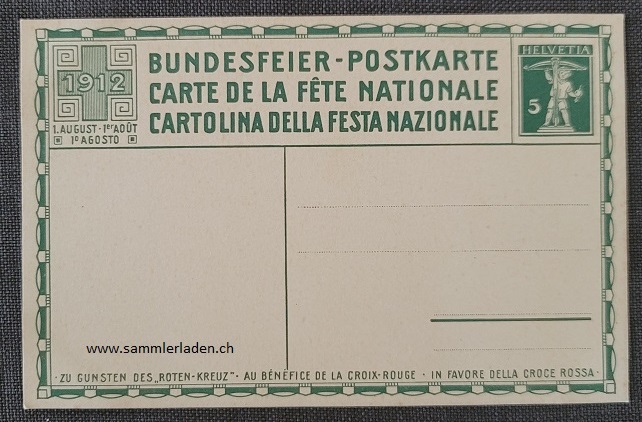 1912
1. AUGUST · 1ER AOÛT
1O AGOSTO
BUNDESFEIER-POSTKARTE
CARTE DE LA FÊTE NATIONALE
CARTOLINA DELLA FESTA NAZIONALE
HELVETIA
5
www.sammlerladen.ch
· ZU GUNSTEN DES „ROTEN-KREUZ" · AU BÉNÉFICE DE LA CROIX-ROUGE · IN FAVORE DELLA CROCE ROSSA ·